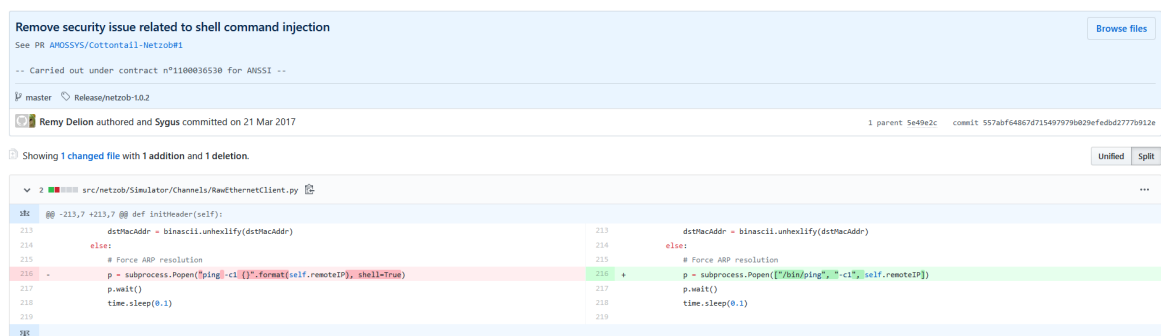 Remove security issue related to shell command injection
Browse files
See PR AMOSSYS/Cottontail-Netzob#1
-- Carried out under contract n°1100036530 for ANSSI --
master Release/netzob-1.0.2
Remy Delion authored and Sygus committed on 21 Mar 2017
1 parent 5e49e2c commit 557abf64867d715497979b029efedbd2777b912e
Showing 1 changed file with 1 addition and 1 deletion.
Unified Split
2 src/netzob/Simulator/Channels/RawEthernetClient.py
@@ -213,7 +213,7 @@ def initHeader(self):
213 dstMacAddr = binascii.unhexlify(dstMacAddr)
214 else:
215 # Force ARP resolution
216 - p = subprocess.Popen("ping -c1 {}".format(self.remoteIP), shell=True)
217 p.wait()
218 time.sleep(0.1)
219
213 dstMacAddr = binascii.unhexlify(dstMacAddr)
214 else:
215 # Force ARP resolution
216 + p = subprocess.Popen(["/bin/ping", "-c1", self.remoteIP])
217 p.wait()
218 time.sleep(0.1)
219